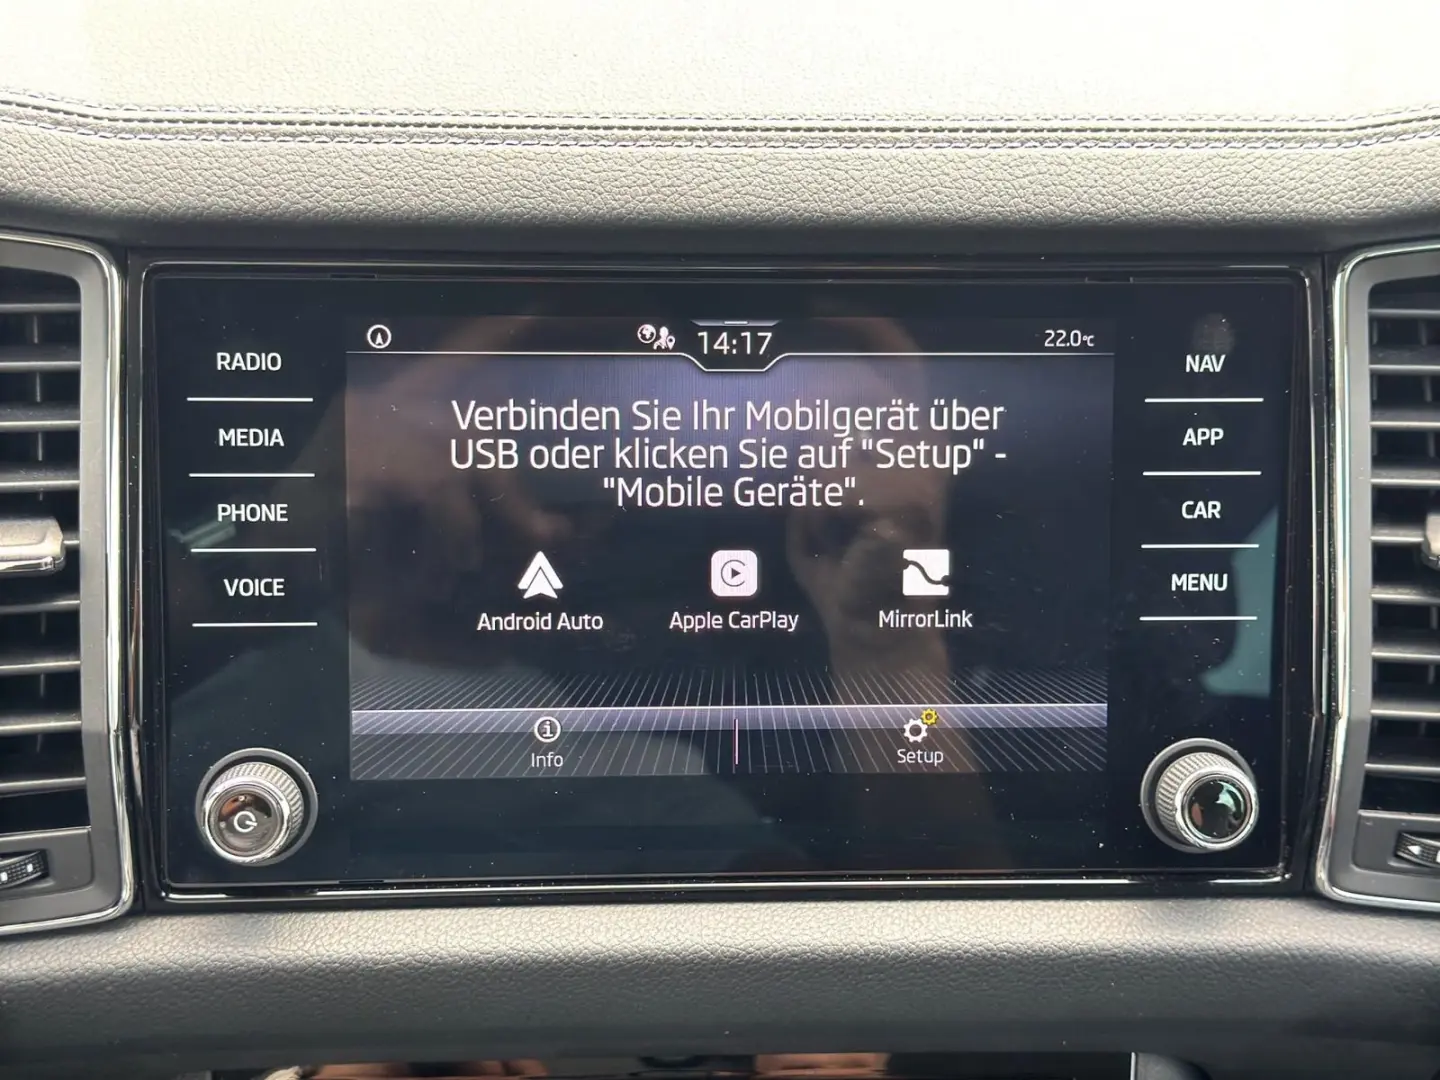 14:17
22.0°C
RADIO
MEDIA
PHONE
VOICE
Verbinden Sie Ihr Mobilgerät über
USB oder klicken Sie auf "Setup" -
"Mobile Geräte".
Android Auto
Apple CarPlay
MirrorLink
Info
Setup
NAV
APP
CAR
MENU